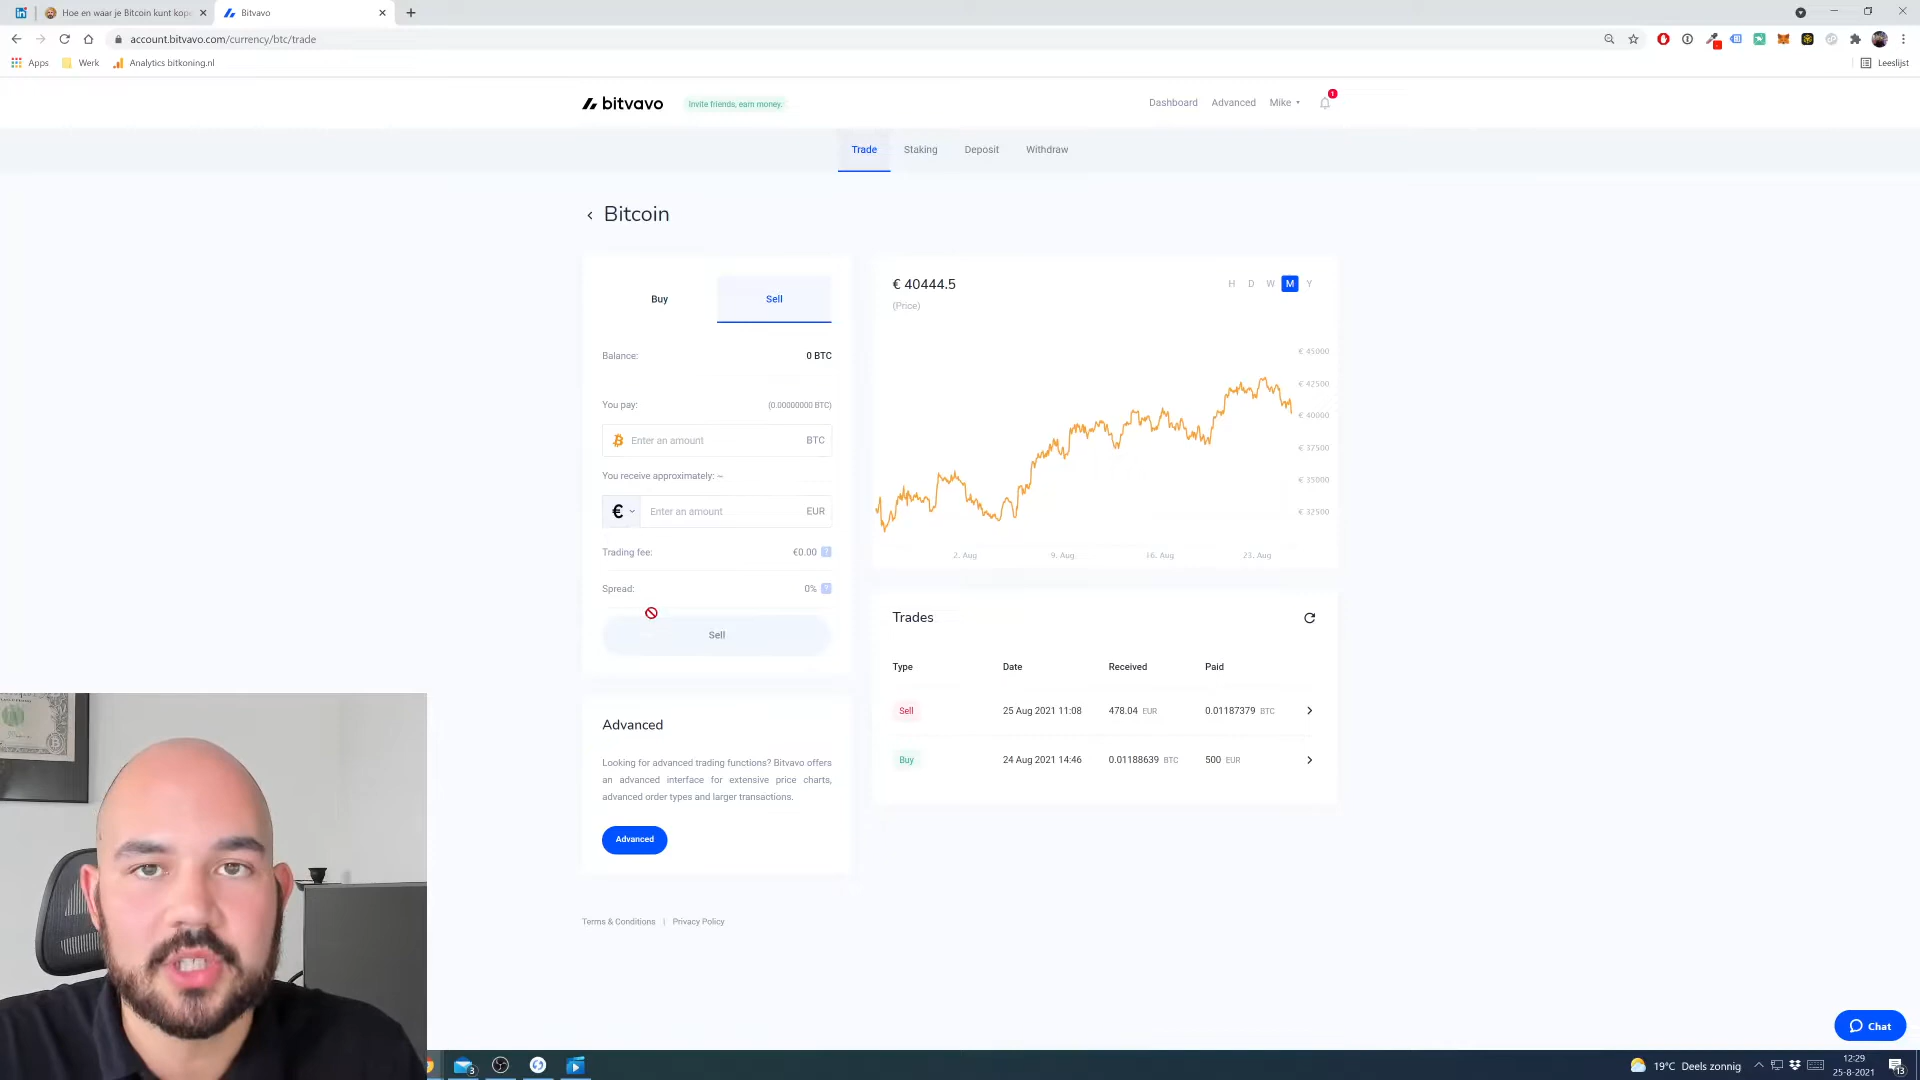 Hoe en waar je Bitcoin kunt kope
Bitvavo
account.bitvavo.com/currency/btc/trade
Apps
Werk
Analytics bitkoning.nl
Leeslijst
bitvavo
Invite friends, earn money.
Dashboard
Advanced
Mike
1
Trade
Staking
Deposit
Withdraw
Bitcoin
Buy
Sell
Balance:
0 BTC
You pay:
(0.00000000 BTC)
Enter an amount
BTC
You receive approximately: ~
€
Enter an amount
EUR
Trading fee:
€0.00
?
Spread:
0%
?
Sell
€ 40444.5
(Price)
H
D
W
M
Y
€ 45000
€ 42500
€ 40000
€ 37500
€ 35000
€ 32500
2. Aug
9. Aug
16. Aug
23. Aug
Trades
Type
Date
Received
Paid
Sell
25 Aug 2021 11:08
478.04 EUR
0.01187379 BTC
Buy
24 Aug 2021 14:46
0.01188639 BTC
500 EUR
Advanced
Looking for advanced trading functions? Bitvavo offers
an advanced interface for extensive price charts,
advanced order types and larger transactions.
Advanced
Terms & Conditions | Privacy Policy
Chat
3
19°C Deels zonnig
12:29
25-8-2021
13